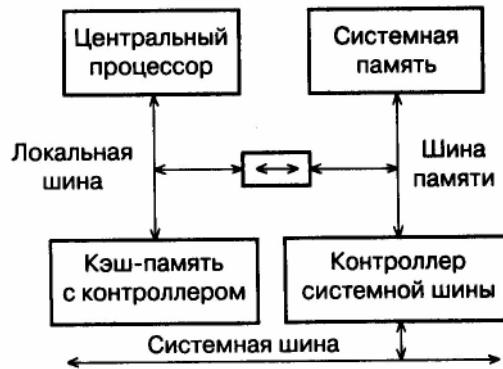 Центральный
процессор
Системная
память
Локальная
шина
Шина
памяти
Кэш-память
с контроллером
Контроллер
системной шины
Системная шина